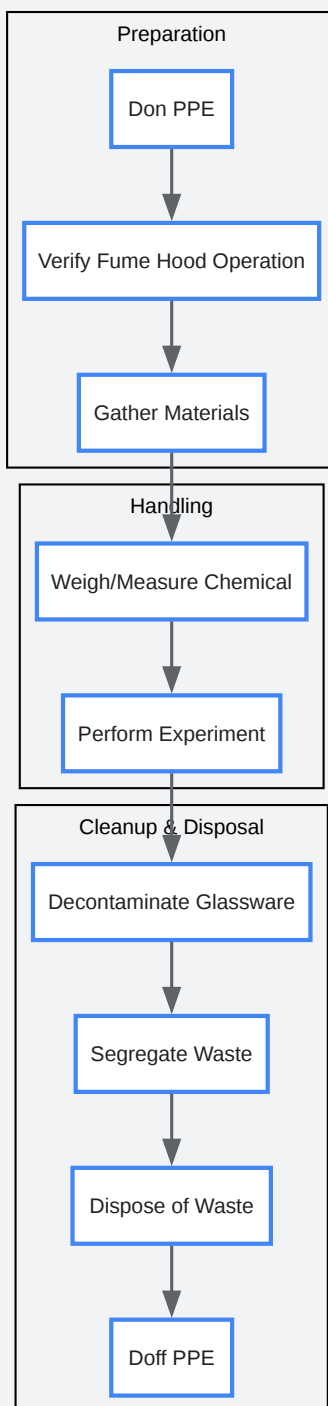 Preparation
Don PPE
Verify Fume Hood Operation
Gather Materials
Handling
Weigh/Measure Chemical
Perform Experiment
Cleanup & Disposal
Decontaminate Glassware
Segregate Waste
Dispose of Waste
Doff PPE